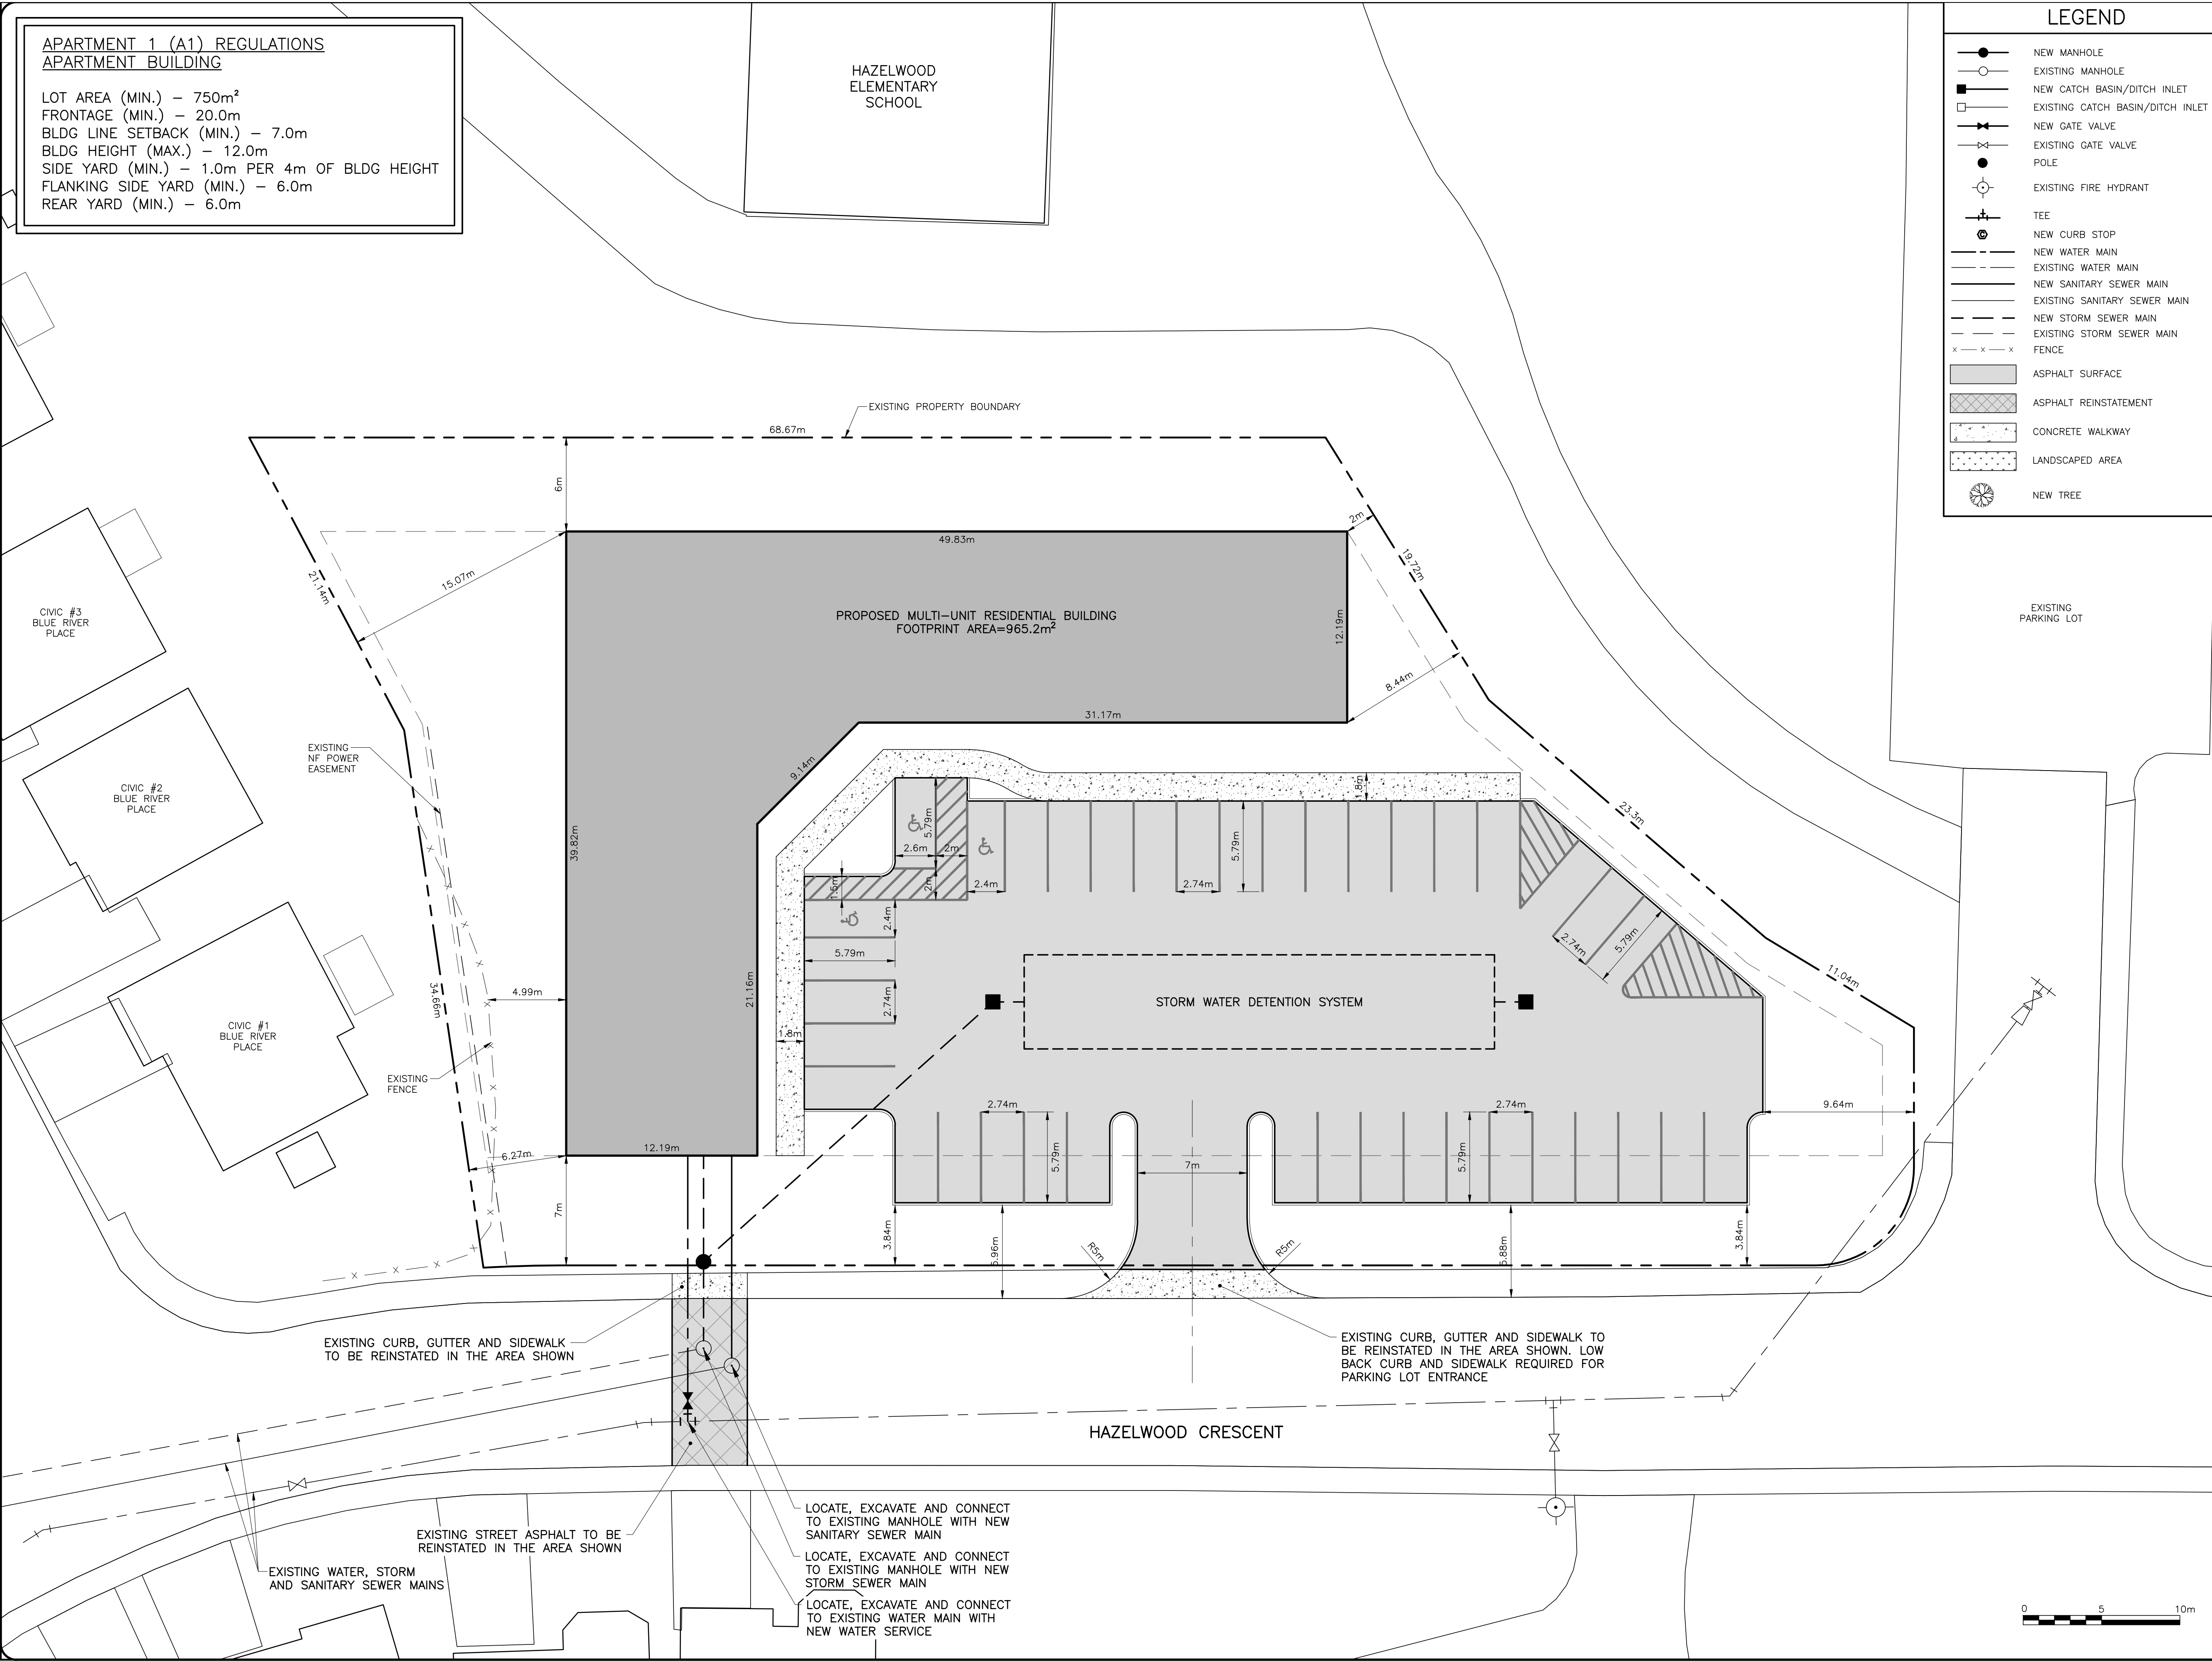 APARTMENT 1 (A1) REGULATIONS
APARTMENT BUILDING
LOT AREA (MIN.) – 750m²
FRONTAGE (MIN.) – 20.0m
BLDG LINE SETBACK (MIN.) – 7.0m
BLDG HEIGHT (MAX.) – 12.0m
SIDE YARD (MIN.) – 1.0m PER 4m OF BLDG HEIGHT
FLANKING SIDE YARD (MIN.) – 6.0m
REAR YARD (MIN.) – 6.0m
HAZELWOOD
ELEMENTARY
SCHOOL
LEGEND
NEW MANHOLE
EXISTING MANHOLE
NEW CATCH BASIN/DITCH INLET
EXISTING CATCH BASIN/DITCH INLET
NEW GATE VALVE
EXISTING GATE VALVE
POLE
EXISTING FIRE HYDRANT
TEE
C
NEW CURB STOP
NEW WATER MAIN
EXISTING WATER MAIN
NEW SANITARY SEWER MAIN
EXISTING SANITARY SEWER MAIN
NEW STORM SEWER MAIN
EXISTING STORM SEWER MAIN
x x x FENCE
ASPHALT SURFACE
ASPHALT REINSTATEMENT
CONCRETE WALKWAY
LANDSCAPED AREA
NEW TREE
EXISTING PROPERTY BOUNDARY
68.67m
6m
2m
49.83m
19.72m
21.14m
15.07m
PROPOSED MULTI–UNIT RESIDENTIAL BUILDING
FOOTPRINT AREA=965.2m²
12.19m
CIVIC #3
BLUE RIVER
PLACE
EXISTING
PARKING LOT
8.44m
31.17m
EXISTING
NF POWER
EASEMENT
9.14m
1.8m
CIVIC #2
BLUE RIVER
PLACE
23.3m
39.82m
5.79m
2.6m
2m
5.79m
1.5m
2m
2.4m
2.74m
2.4m
5.79m
2.74m
5.79m
11.04m
4.99m
34.66m
21.16m
2.74m
STORM WATER DETENTION SYSTEM
1.8m
CIVIC #1
BLUE RIVER
PLACE
EXISTING
FENCE
2.74m
2.74m
9.64m
12.19m
6.27m
5.79m
7m
5.79m
7m
3.84m
5.96m
R5m
R5m
5.88m
3.84m
EXISTING CURB, GUTTER AND SIDEWALK
TO BE REINSTATED IN THE AREA SHOWN
EXISTING CURB, GUTTER AND SIDEWALK TO
BE REINSTATED IN THE AREA SHOWN. LOW
BACK CURB AND SIDEWALK REQUIRED FOR
PARKING LOT ENTRANCE
HAZELWOOD CRESCENT
LOCATE, EXCAVATE AND CONNECT
TO EXISTING MANHOLE WITH NEW
SANITARY SEWER MAIN
EXISTING STREET ASPHALT TO BE
REINSTATED IN THE AREA SHOWN
LOCATE, EXCAVATE AND CONNECT
TO EXISTING MANHOLE WITH NEW
STORM SEWER MAIN
EXISTING WATER, STORM
AND SANITARY SEWER MAINS
LOCATE, EXCAVATE AND CONNECT
TO EXISTING WATER MAIN WITH
NEW WATER SERVICE
0 5 10m